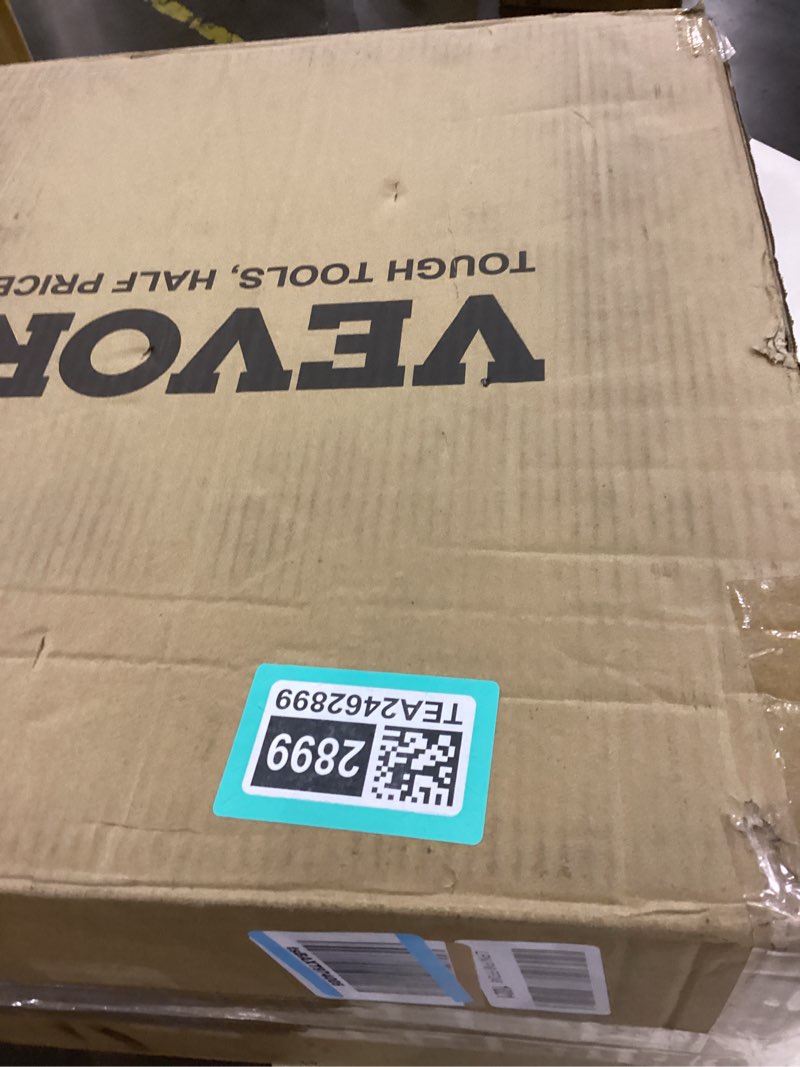 VEVOR
TOUGH TOOLS, HALF PRICE
2899
TEA2462899